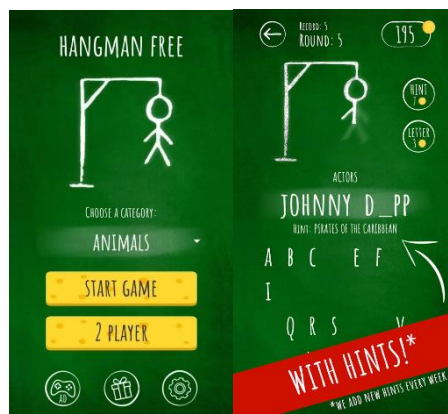 HANGMAN FREE
CHOOSE A CATEGORY:
ANIMALS
START GAME
2 PLAYER
AD
RECORD: 5
ROUND: 5
195
HINT
7
LETTER
3
ACTORS
JOHNNY D_PP
HINT: PIRATES OF THE CARIBBEAN
A B C E F
I
Q R S V
WITH HINTS!*
*WE ADD NEW HINTS EVERY WEEK